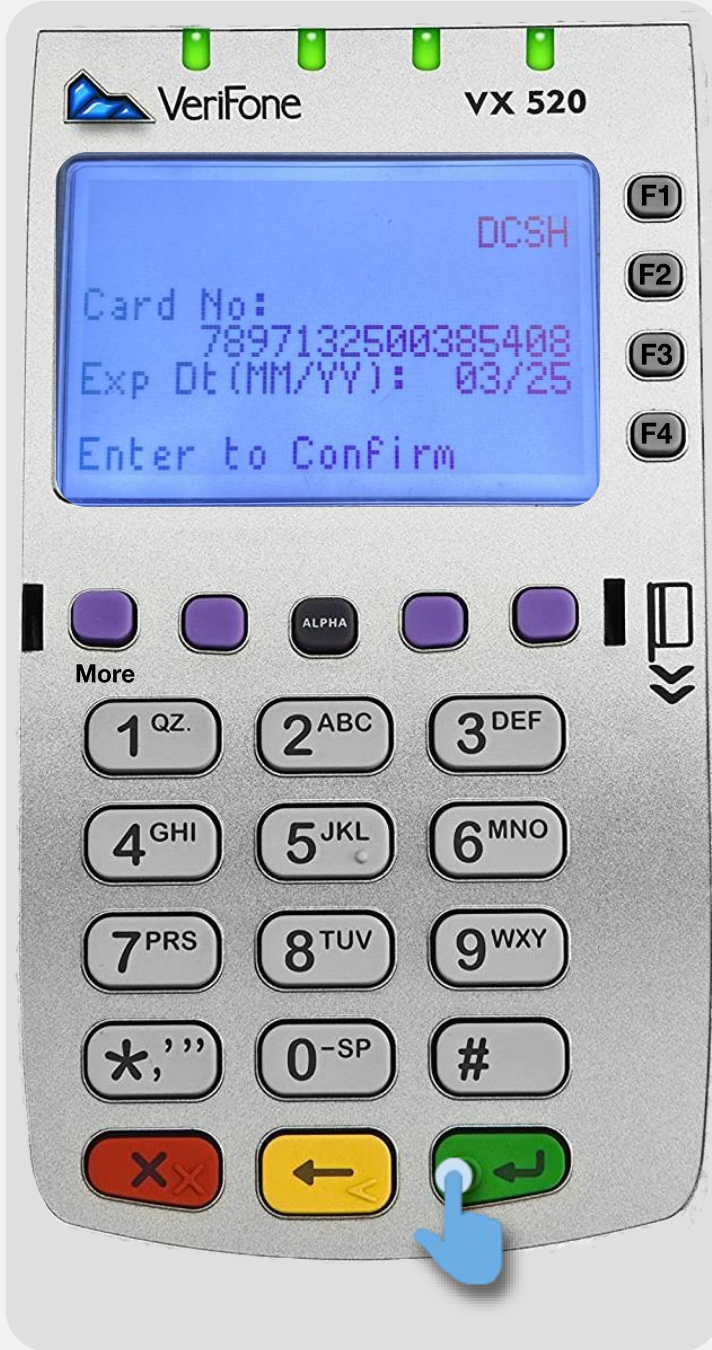 VeriFone VX 520
F1
DCSH
F2
Card No:
7897132500385408
F3
Exp Dt(MM/YY): 03/25
F4
Enter to Confirm
ALPHA
More
1 QZ. 2 ABC 3 DEF
4 GHI 5 JKL 6 MNO
7 PRS 8 TUV 9 WXY
*,'" 0 -SP #